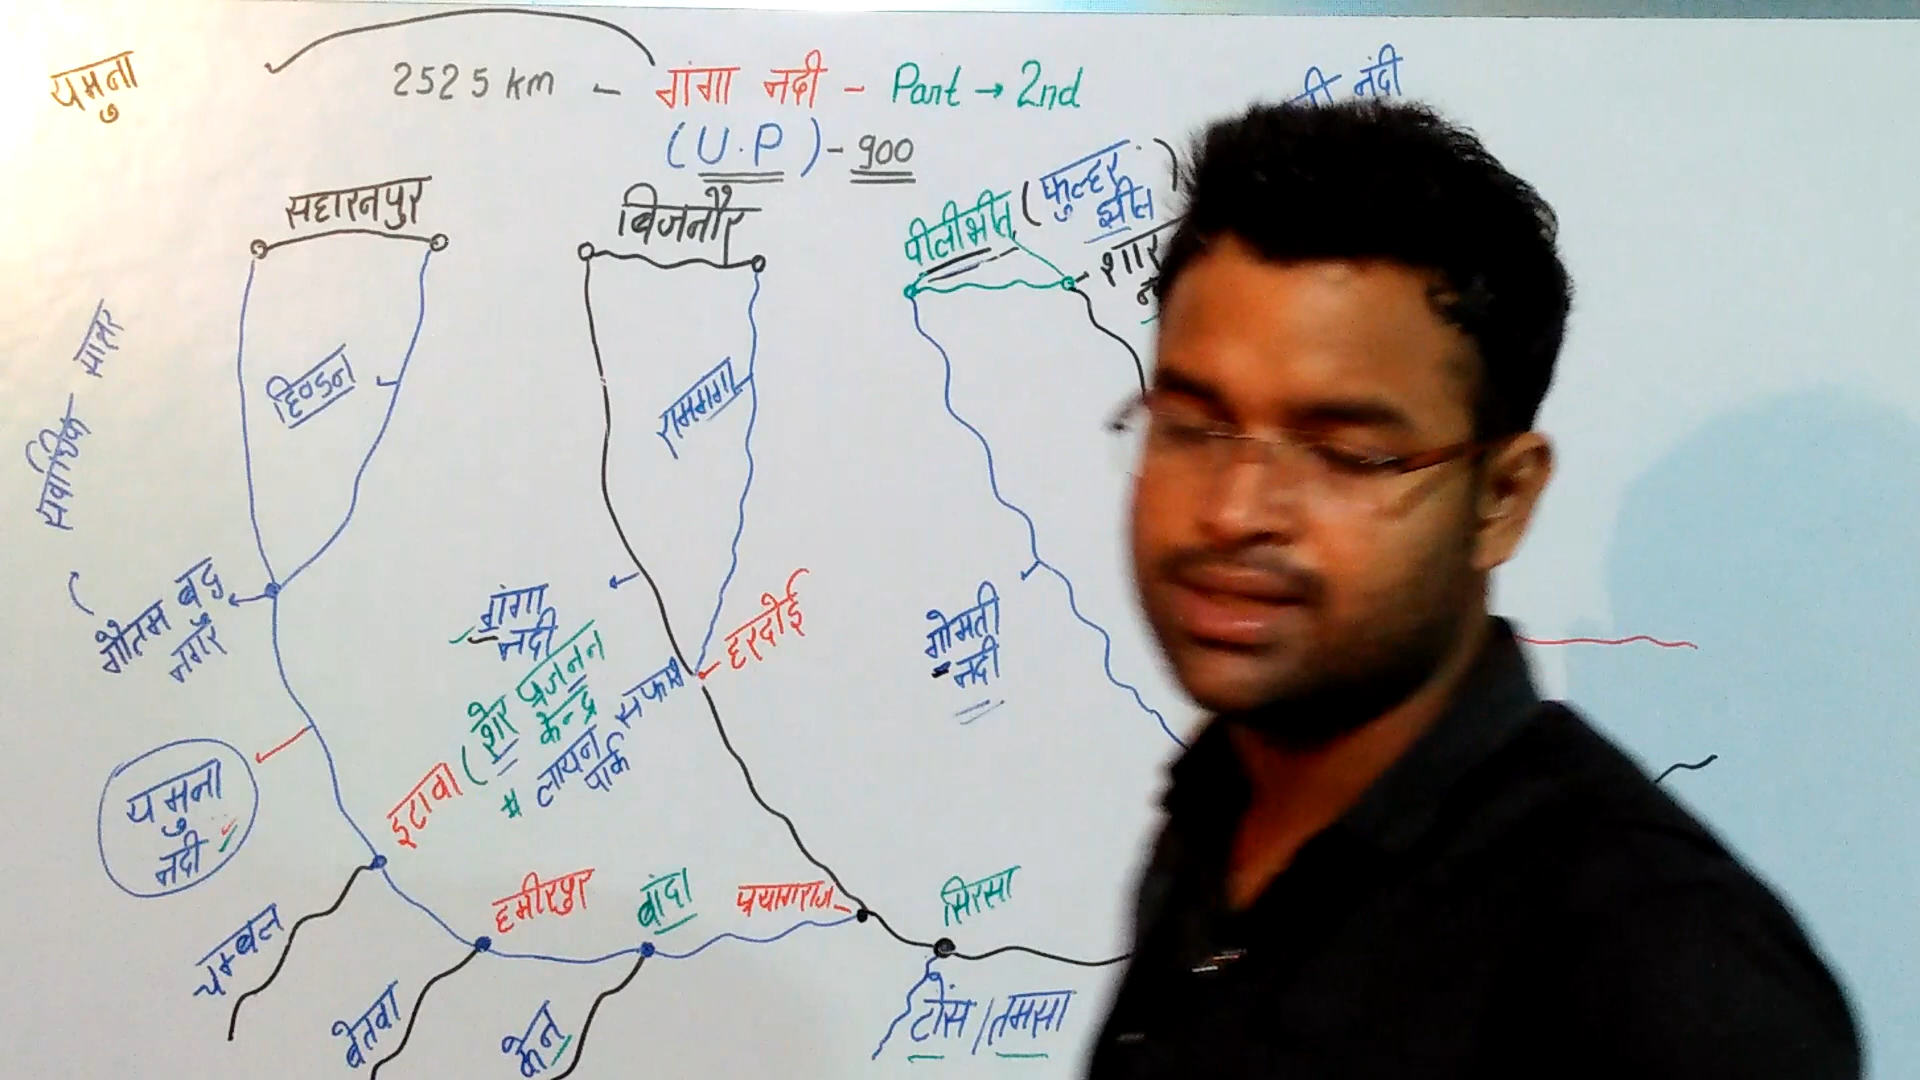 यमुना
2525 km - गंगा नदी - Part → 2nd
नदी
(U.P) - 900
सहारनपुर
बिजनौर
पीलीभीत (फुल्हर झील)
हिण्डन
रामगंगा
सर्वाधिक
गौतम बुद्ध
नगर
गंगा
नदी
हरदोई
गोमती
नदी
यमुना
नदी
इटावा (शेर प्रजनन
केन्द्र
# लायन सफारी
पार्क
हमीरपुर
बांदा
प्रयागराज
सिरसा
चम्बल
बेतवा
केन
टोंस / तमसा